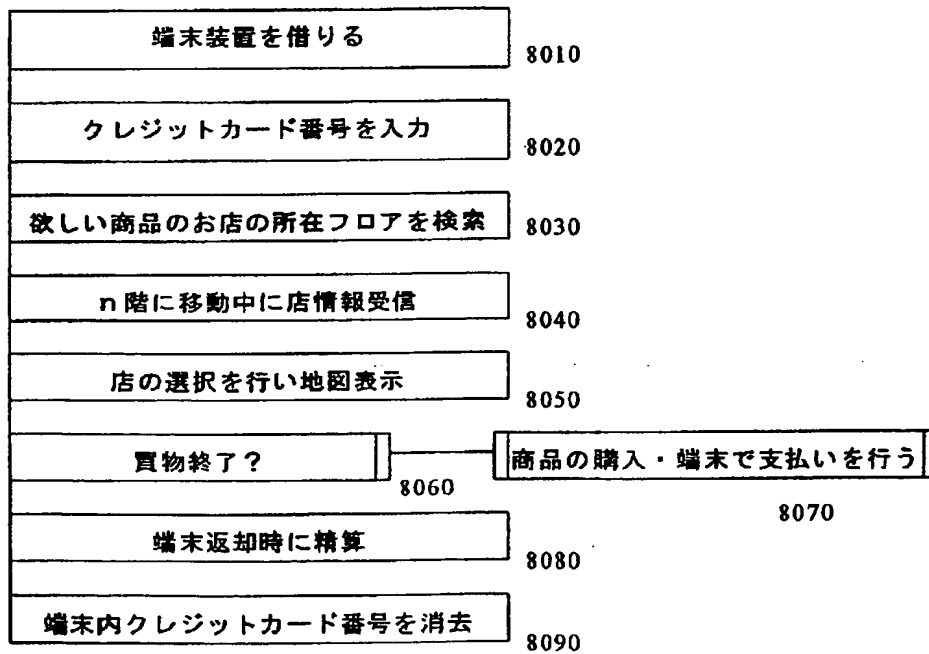 端末装置を借りる
8010
クレジットカード番号を入力
8020
欲しい商品のお店の所在フロアを検索
8030
n階に移動中に店情報受信
8040
店の選択を行い地図表示
8050
買物終了?
8060
商品の購入・端末で支払いを行う
8070
端末返却時に精算
8080
端末内クレジットカード番号を消去
8090